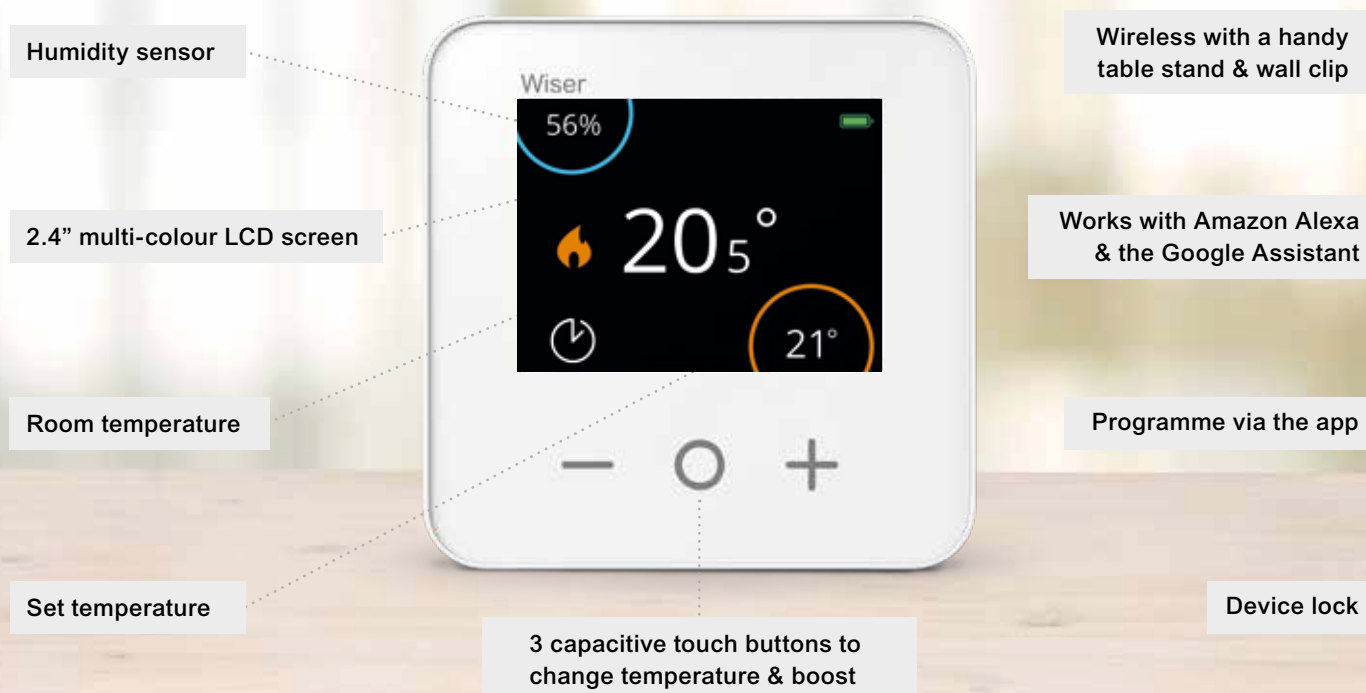 Humidity sensor
2.4” multi-colour LCD screen
Room temperature
Set temperature
Wiser
56%
20 5°
21°
3 capacitive touch buttons to
change temperature & boost
Wireless with a handy
table stand & wall clip
Works with Amazon Alexa
& the Google Assistant
Programme via the app
Device lock